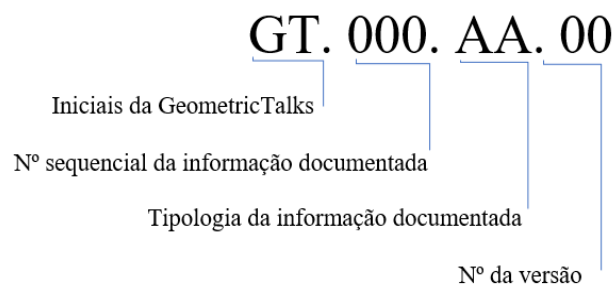 GT. 000. AA. 00
Iniciais da GeometricTalks
Nº sequencial da informação documentada
Tipologia da informação documentada
Nº da versão